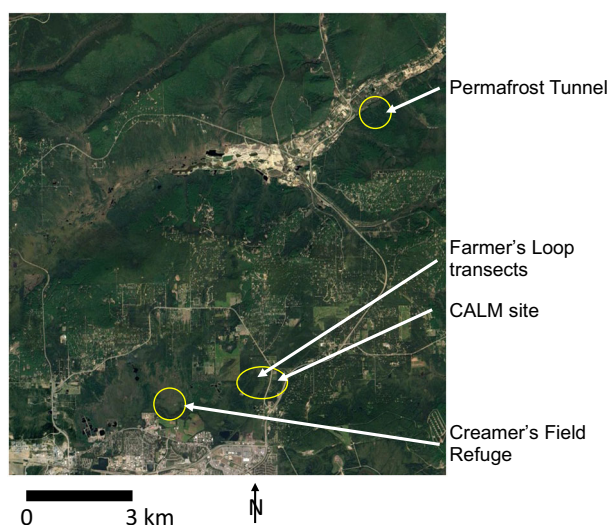 Permafrost Tunnel
Farmer's Loop
transects
CALM site
Creamer's Field
Refuge
0 3 km
N